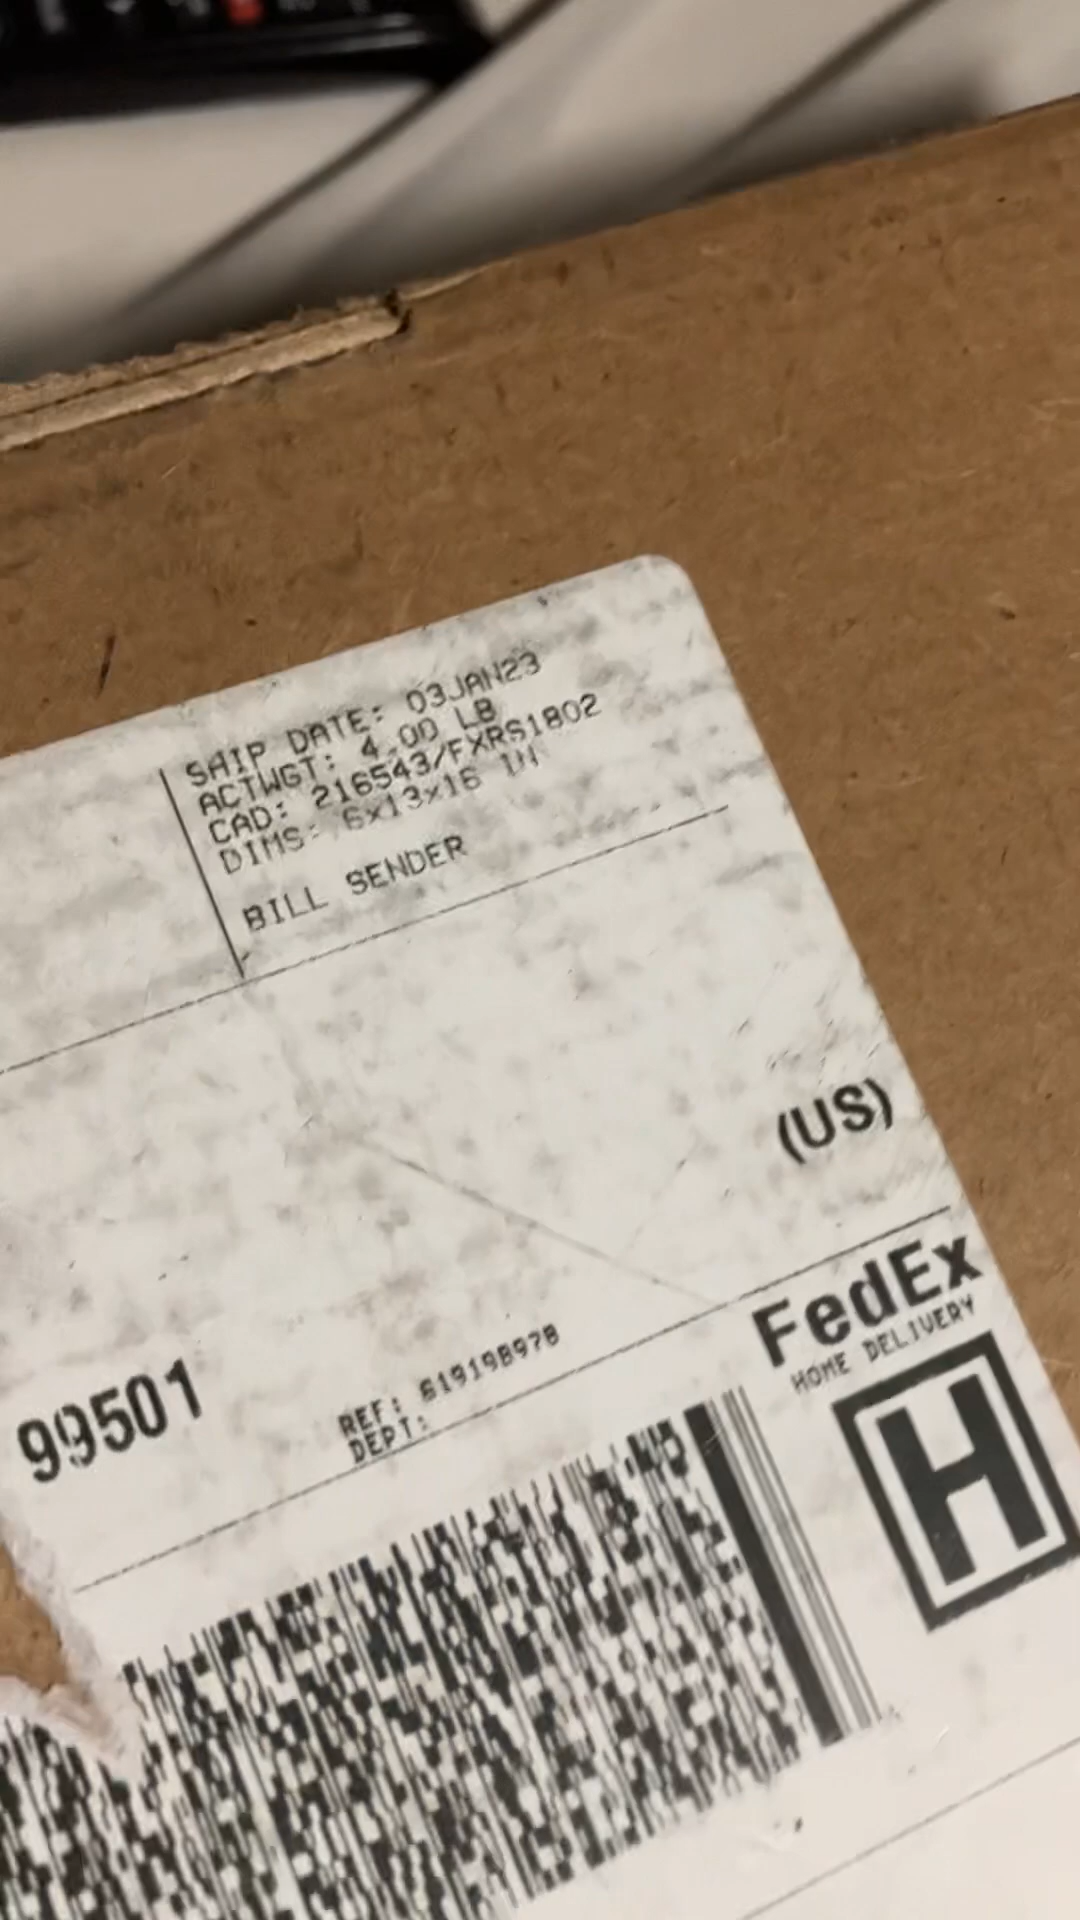 SHIP DATE: 03JAN23
ACTWGT: 4.00 LB
CAD: 216543/FXRS1802
DIMS: 6x13x16 IN
BILL SENDER
(US)
99501
REF: 619198978
DEPT:
FedEx
HOME DELIVERY
H